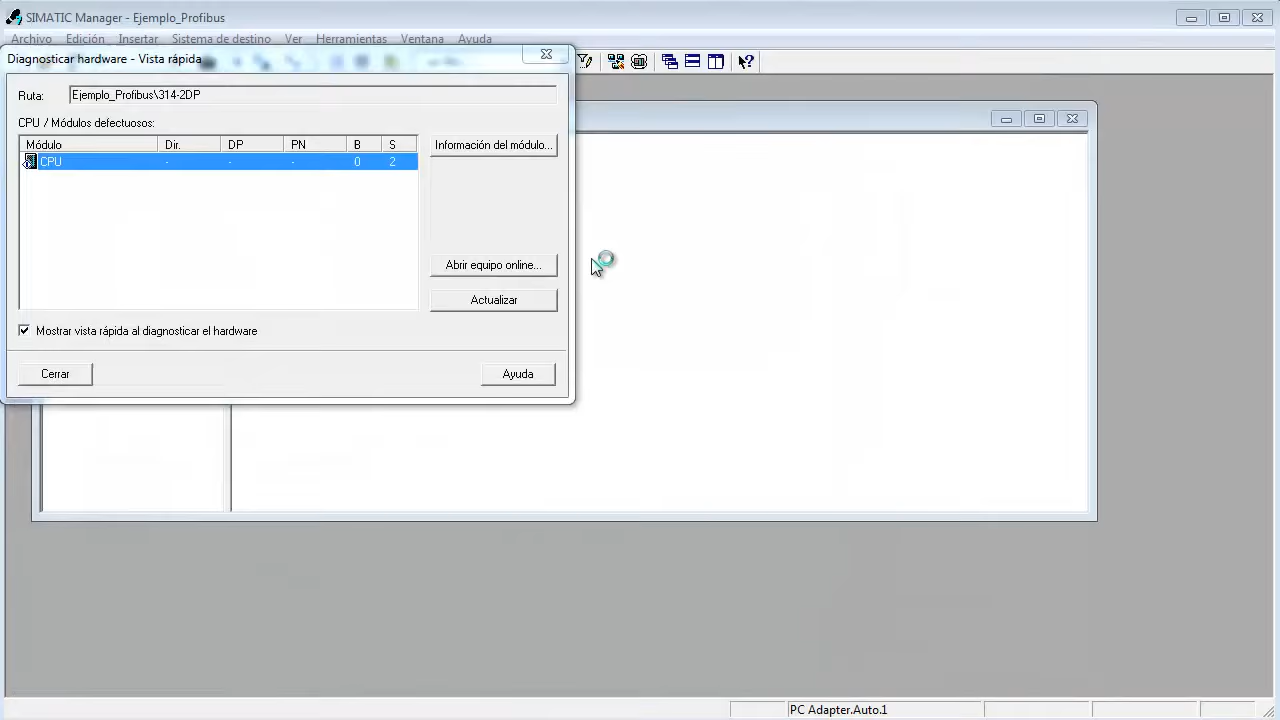 SIMATIC Manager - Ejemplo_Profibus
Archivo Edición Insertar Sistema de destino Ver Herramientas Ventana Ayuda
Diagnosticar hardware - Vista rápida
Ruta: Ejemplo_Profibus\314-2DP
CPU / Módulos defectuosos:
Módulo Dir. DP PN B S
CPU - - - 0 2
Información del módulo...
Abrir equipo online...
Actualizar
Mostrar vista rápida al diagnosticar el hardware
Cerrar Ayuda
PC Adapter.Auto.1